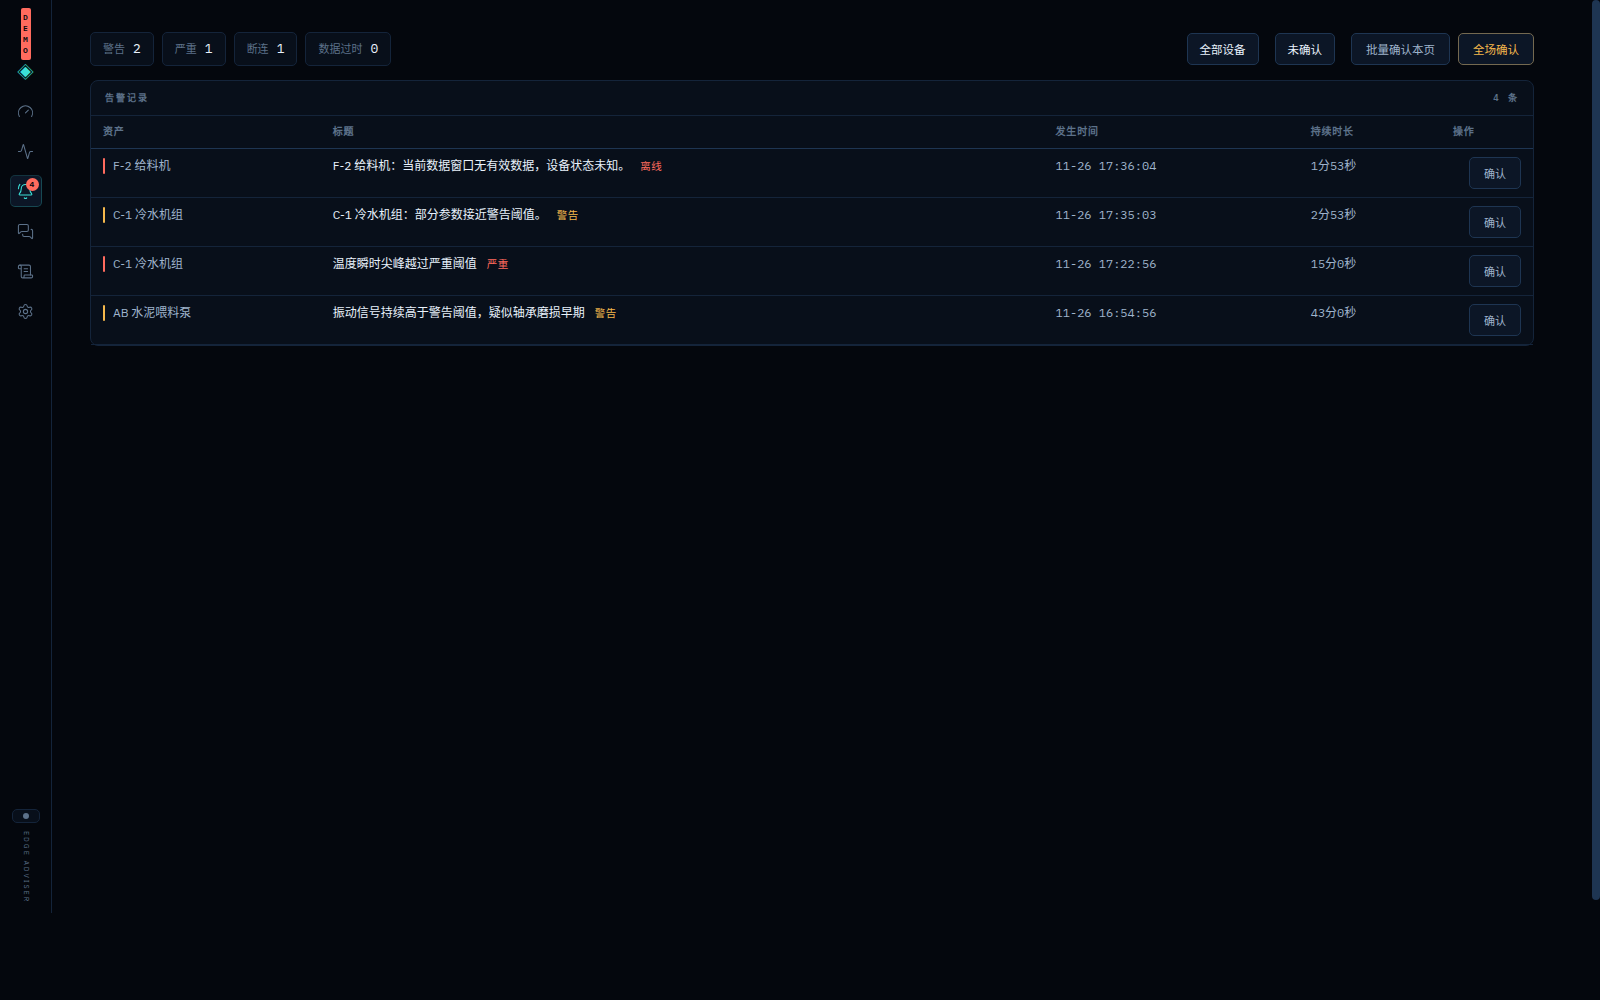 DEMO
警告 2 严重 1 断连 1 数据过时 0 全部设备 未确认 批量确认本页 全场确认
告警记录 4 条
资产 标题 发生时间 持续时长 操作
F-2 给料机 F-2 给料机：当前数据窗口无有效数据，设备状态未知。 离线 11-26 17:36:04 1分53秒 确认
4
C-1 冷水机组 C-1 冷水机组：部分参数接近警告阈值。 警告 11-26 17:35:03 2分53秒 确认
C-1 冷水机组 温度瞬时尖峰越过严重阈值 严重 11-26 17:22:56 15分0秒 确认
AB 水泥喂料泵 振动信号持续高于警告阈值，疑似轴承磨损早期 警告 11-26 16:54:56 43分0秒 确认
EDGE ADVISER